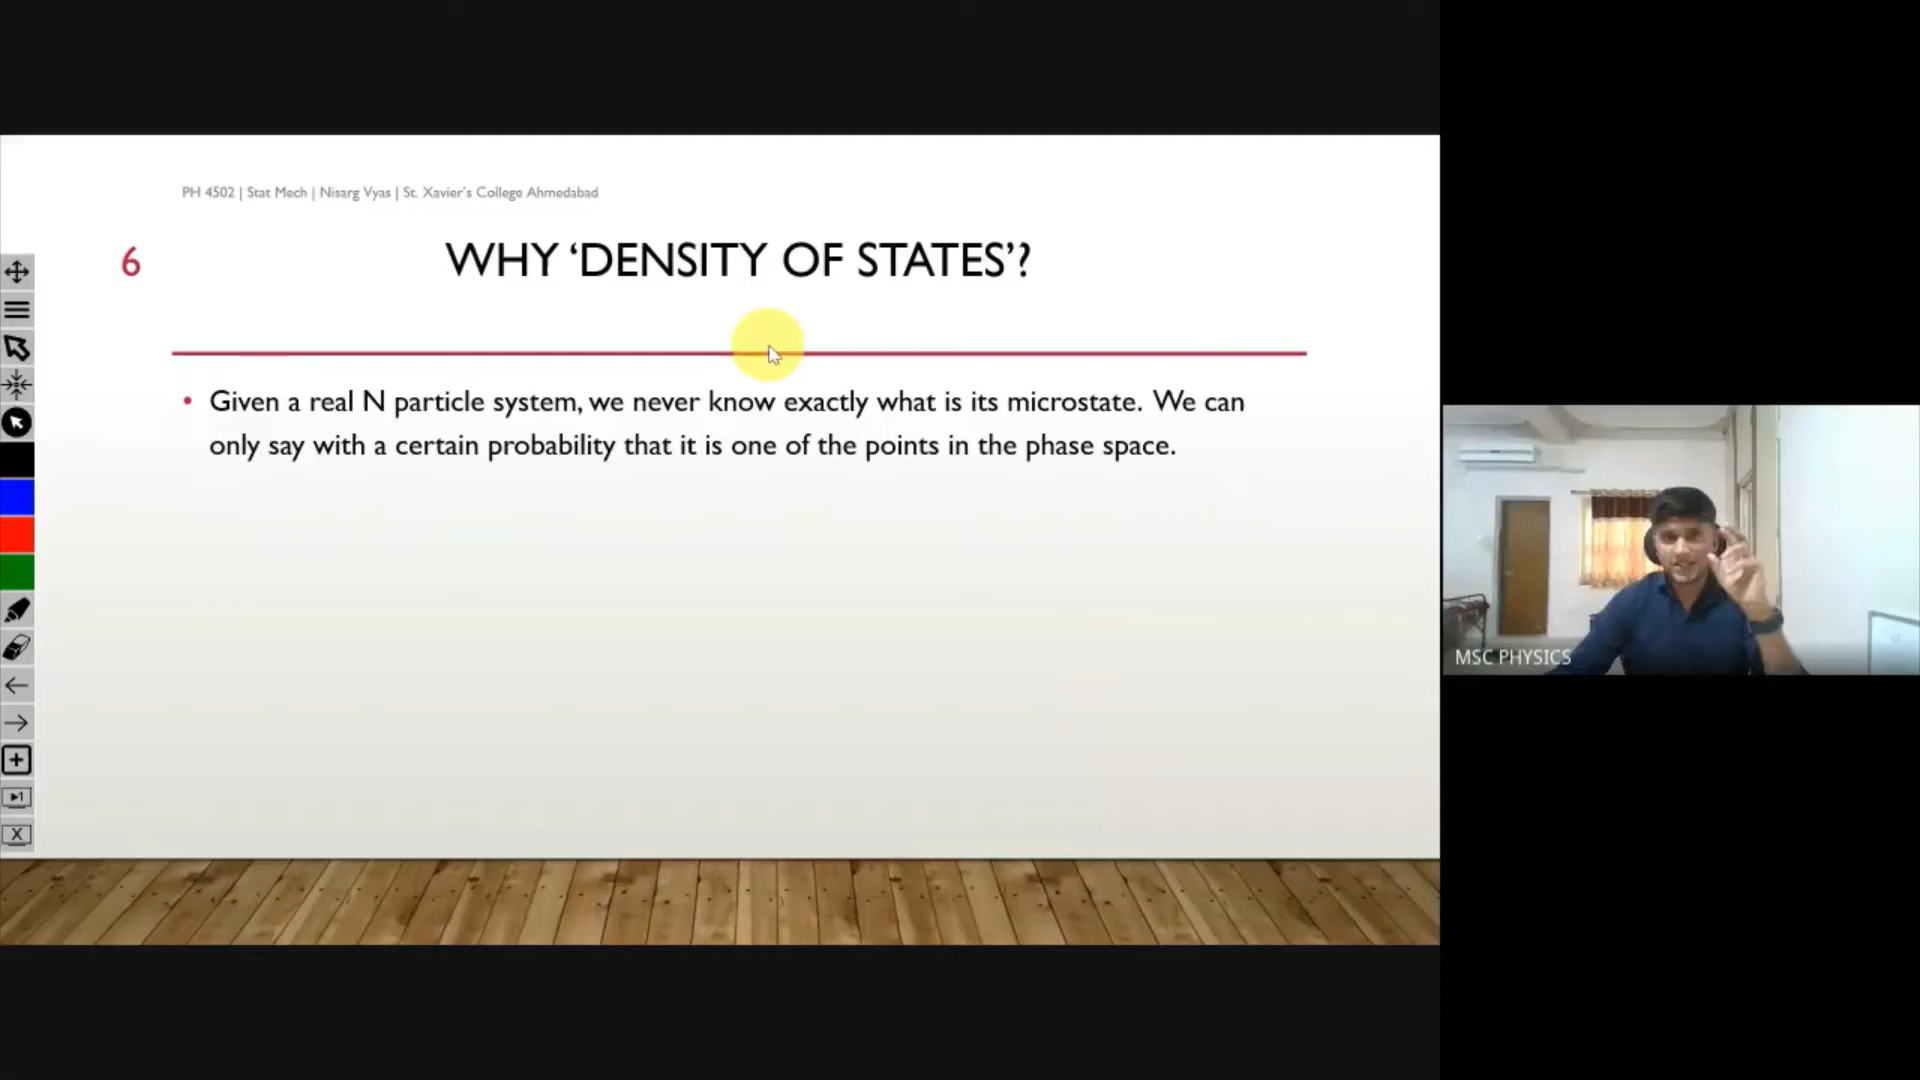 PH 4502 | Stat Mech | Nisarg Vyas | St. Xavier's College Ahmedabad
6
WHY ‘DENSITY OF STATES’?
• Given a real N particle system, we never know exactly what is its microstate. We can
only say with a certain probability that it is one of the points in the phase space.
MSC PHYSICS